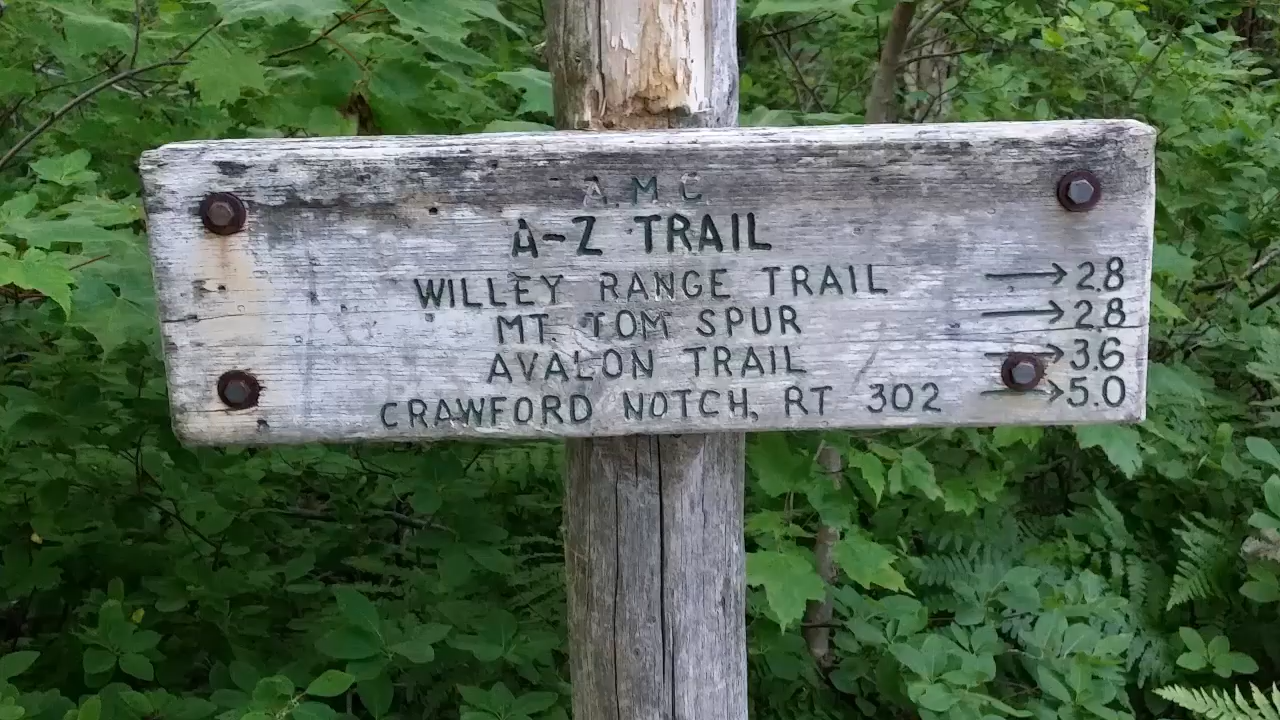 A.M.C.
A-Z TRAIL
WILLEY RANGE TRAIL → 2.8
MT. TOM SPUR → 2.8
AVALON TRAIL → 3.6
CRAWFORD NOTCH, RT 302 → 5.0